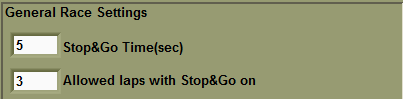 General Race Settings
5 Stop&Go Time(sec)
3 Allowed laps with Stop&Go on